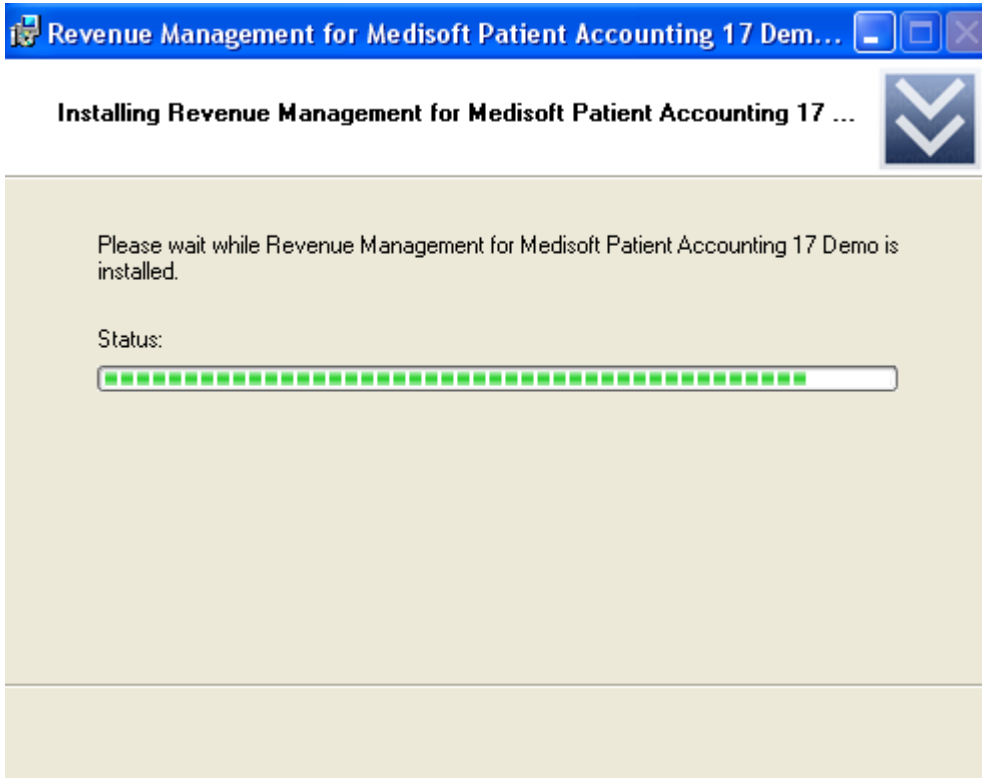 Revenue Management for Medisoft Patient Accounting 17 Dem...
Installing Revenue Management for Medisoft Patient Accounting 17 ...
Please wait while Revenue Management for Medisoft Patient Accounting 17 Demo is
installed.
Status: